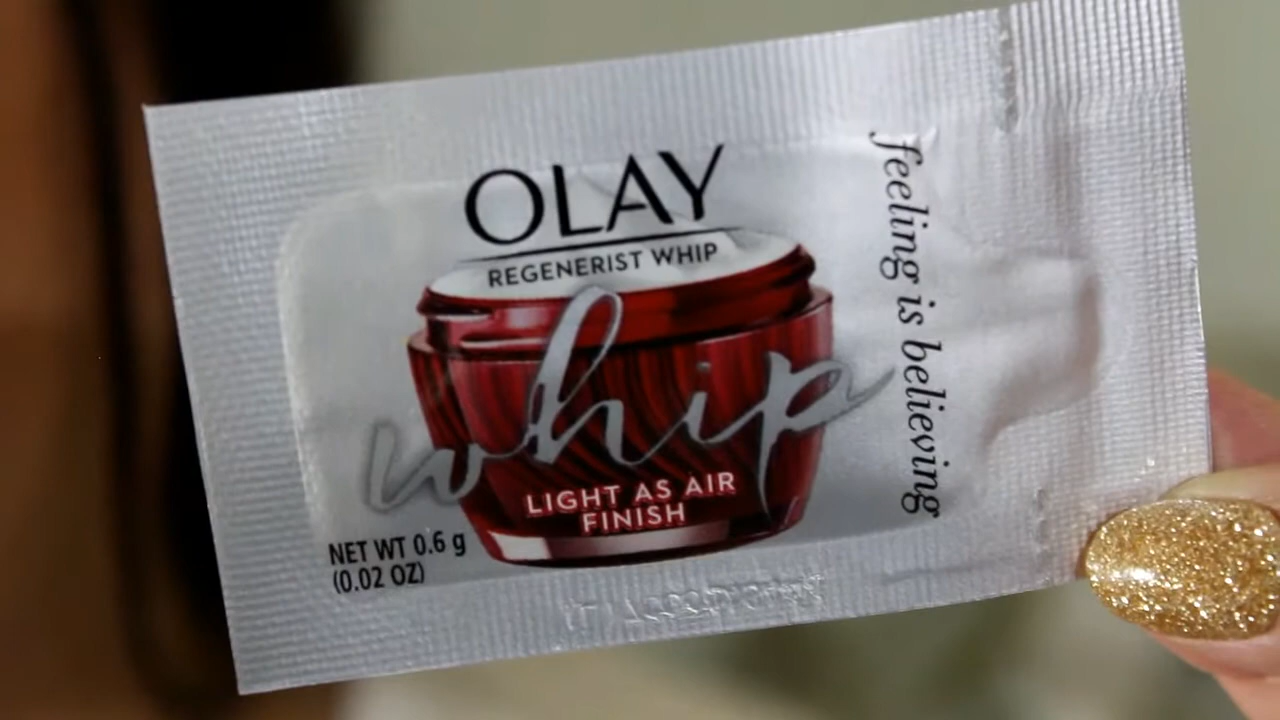 OLAY
REGENERIST WHIP
whip
LIGHT AS AIR
FINISH
NET WT 0.6 g
(0.02 OZ)
feeling is believing